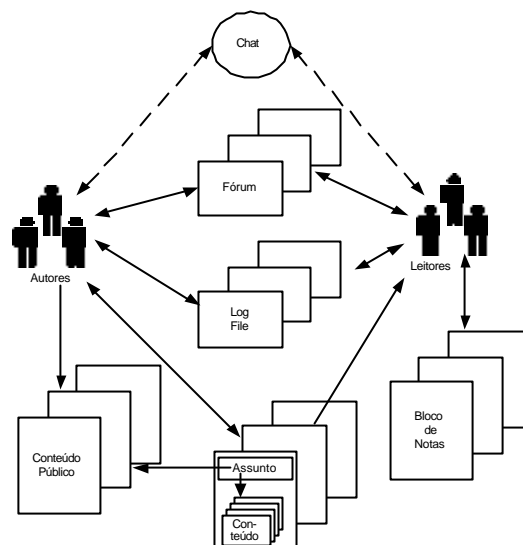 Chat
Fórum
Autores
Leitores
Log
File
Conteúdo
Público
Assunto
Con-
teúdo
Bloco
de
Notas